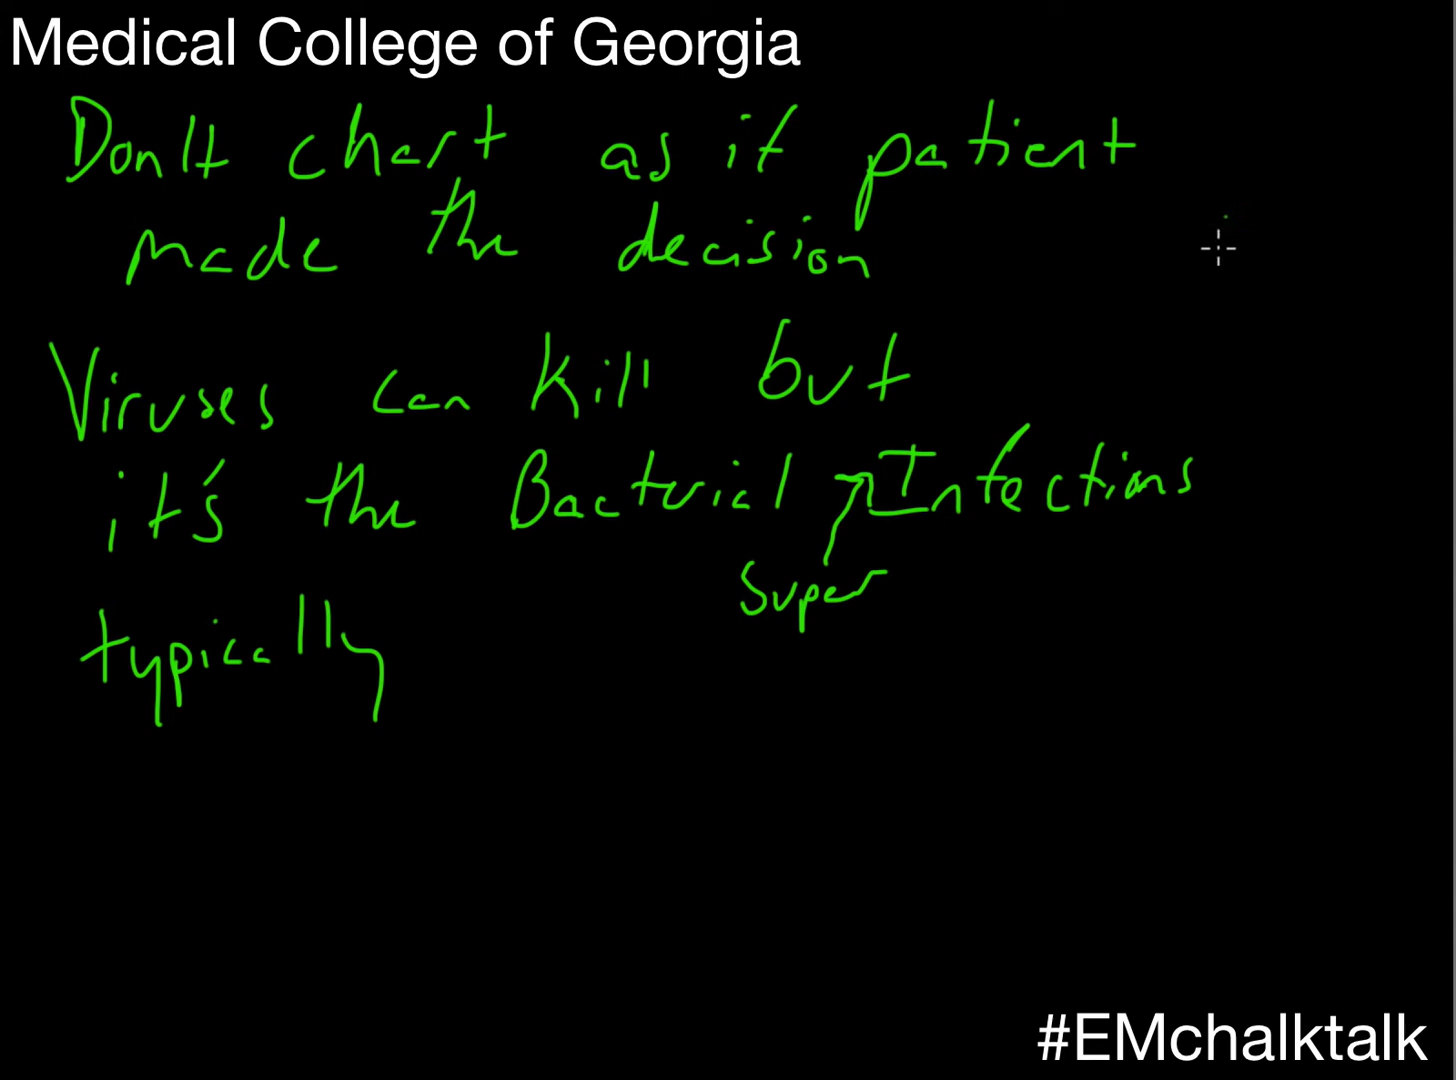 Medical College of Georgia
Don't chart as if patient
made the decision
Viruses can kill but
it's the Bacterial Infections
super
typically
#EMchalktalk